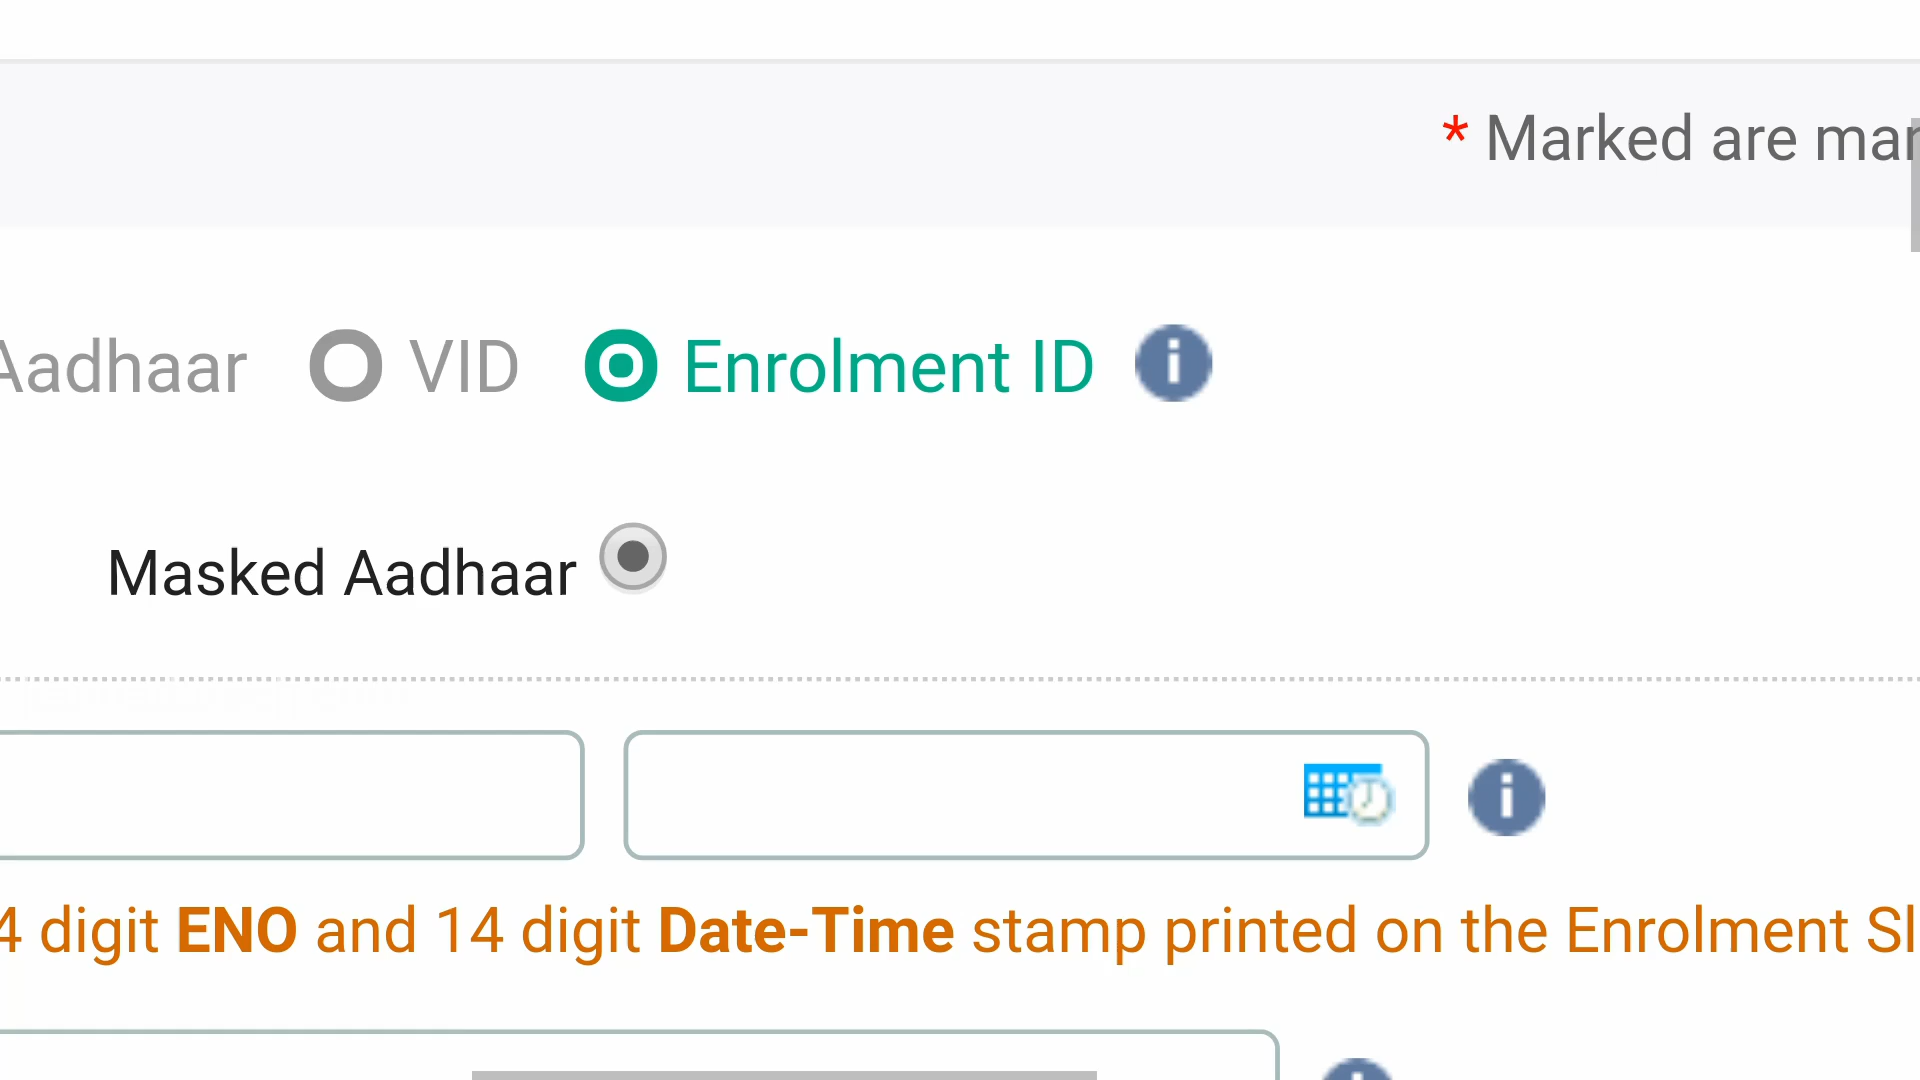 * Marked are man
Aadhaar VID Enrolment ID
Masked Aadhaar
4 digit ENO and 14 digit Date-Time stamp printed on the Enrolment Sl